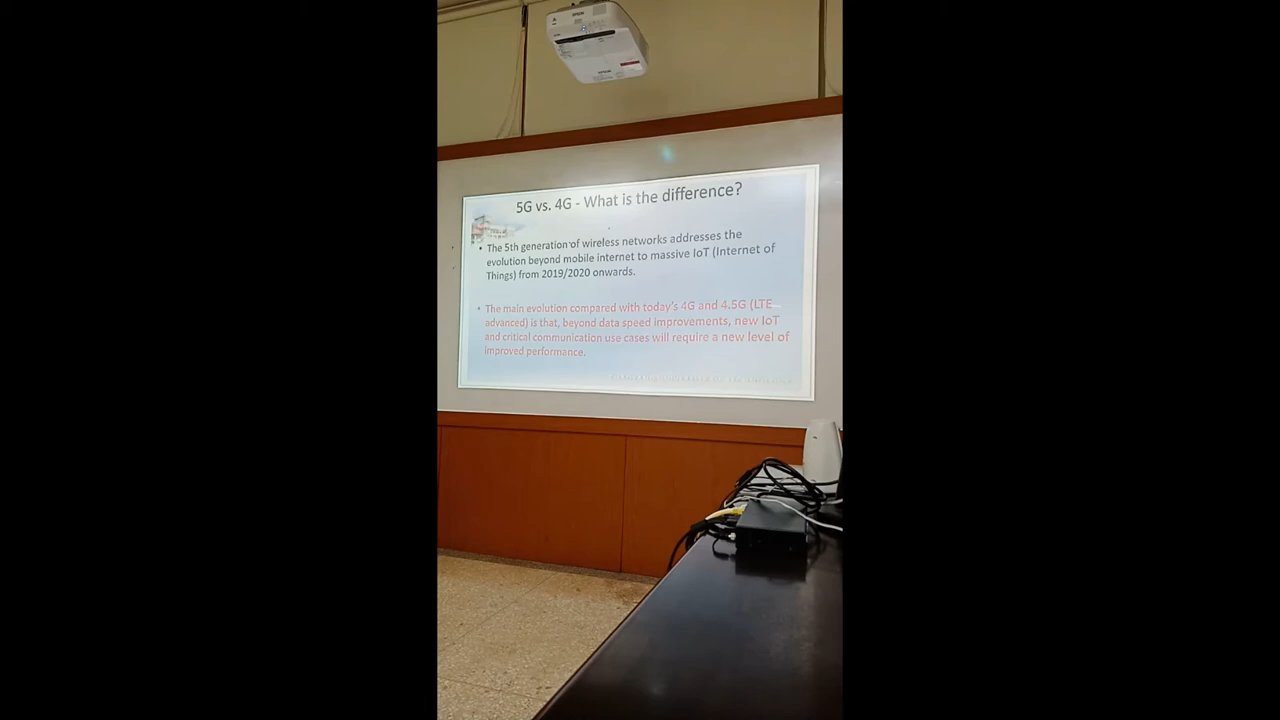 EPSON
5G vs. 4G - What is the difference?
• The 5th generation of wireless networks addresses the
evolution beyond mobile internet to massive IoT (Internet of
Things) from 2019/2020 onwards.
• The main evolution compared with today's 4G and 4.5G (LTE
advanced) is that, beyond data speed improvements, new IoT
and critical communication use cases will require a new level of
improved performance.